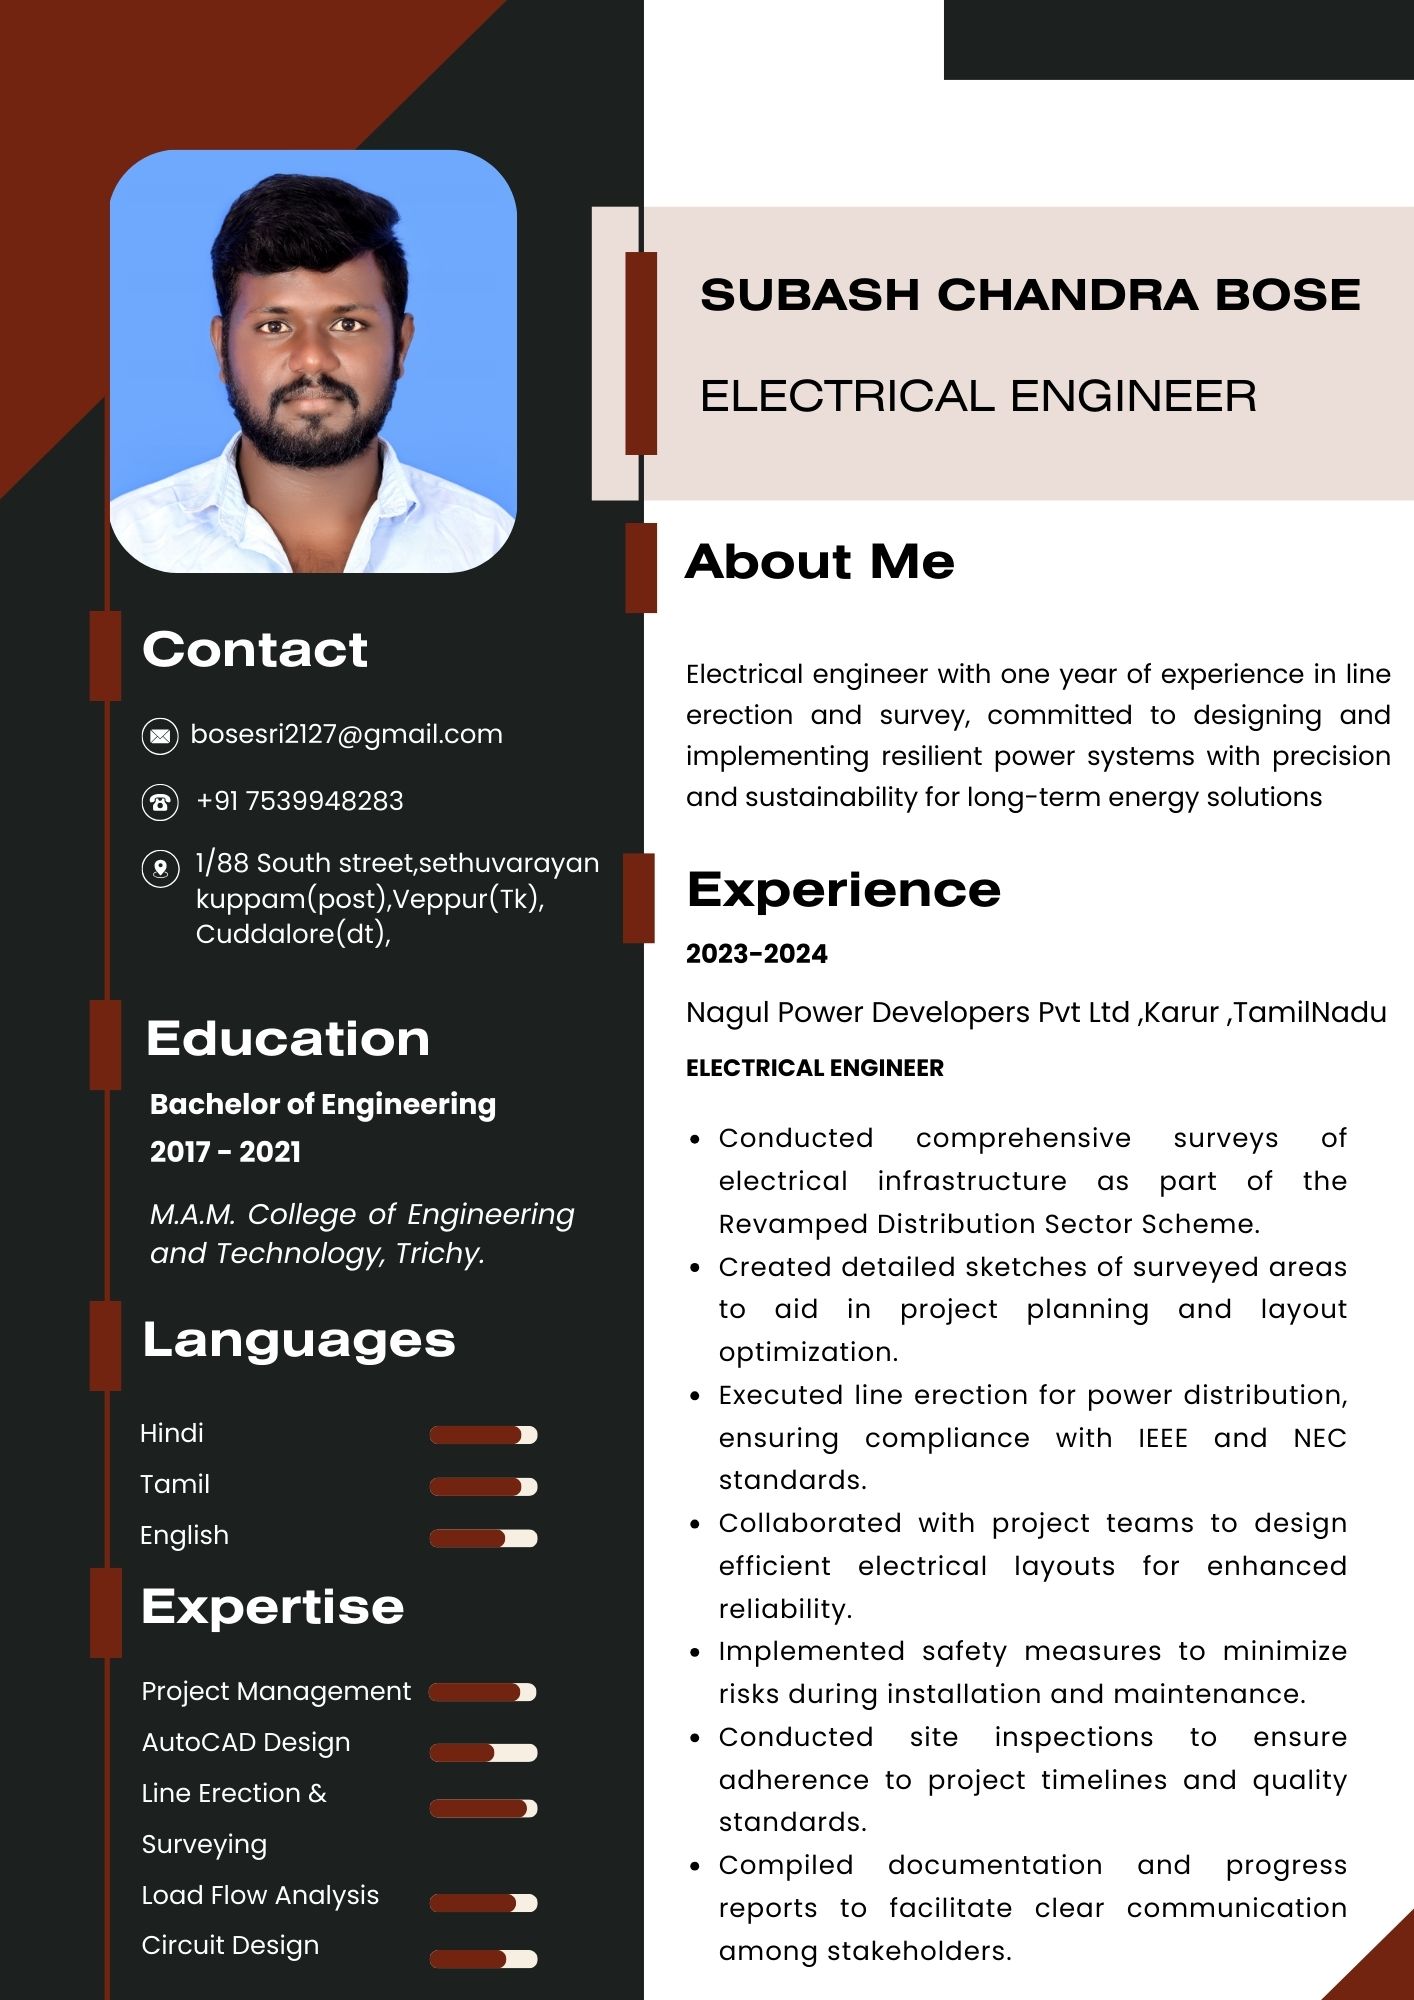 SUBASH CHANDRA BOSE
ELECTRICAL ENGINEER
Contact
bosesri2127@gmail.com
+91 7539948283
1/88 South street,sethuvarayan
kuppam(post),Veppur(Tk),
Cuddalore(dt),
Education
Bachelor of Engineering
2017 - 2021
M.A.M. College of Engineering
and Technology, Trichy.
Languages
Hindi
Tamil
English
Expertise
Project Management
AutoCAD Design
Line Erection &
Surveying
Load Flow Analysis
Circuit Design
About Me
Electrical engineer with one year of experience in line
erection and survey, committed to designing and
implementing resilient power systems with precision
and sustainability for long-term energy solutions
Experience
2023-2024
Nagul Power Developers Pvt Ltd ,Karur ,TamilNadu
ELECTRICAL ENGINEER
• Conducted comprehensive surveys of
electrical infrastructure as part of the
Revamped Distribution Sector Scheme.
• Created detailed sketches of surveyed areas
to aid in project planning and layout
optimization.
• Executed line erection for power distribution,
ensuring compliance with IEEE and NEC
standards.
• Collaborated with project teams to design
efficient electrical layouts for enhanced
reliability.
• Implemented safety measures to minimize
risks during installation and maintenance.
• Conducted site inspections to ensure
adherence to project timelines and quality
standards.
• Compiled documentation and progress
reports to facilitate clear communication
among stakeholders.